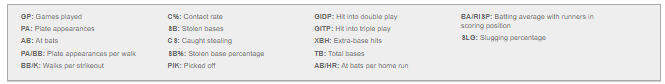 GP: Games played
PA: Plate appearances
AB: At bats
PA/BB: Plate appearances per walk
BB/K: Walks per strikeout
C%: Contact rate
SB: Stolen bases
CS: Caught stealing
SB%: Stolen base percentage
PIK: Picked off
GIDP: Hit into double play
GITP: Hit into triple play
XBH: Extra-base hits
TB: Total bases
AB/HR: At bats per home run
BA/RISP: Batting average with runners in
scoring position
SLG: Slugging percentage